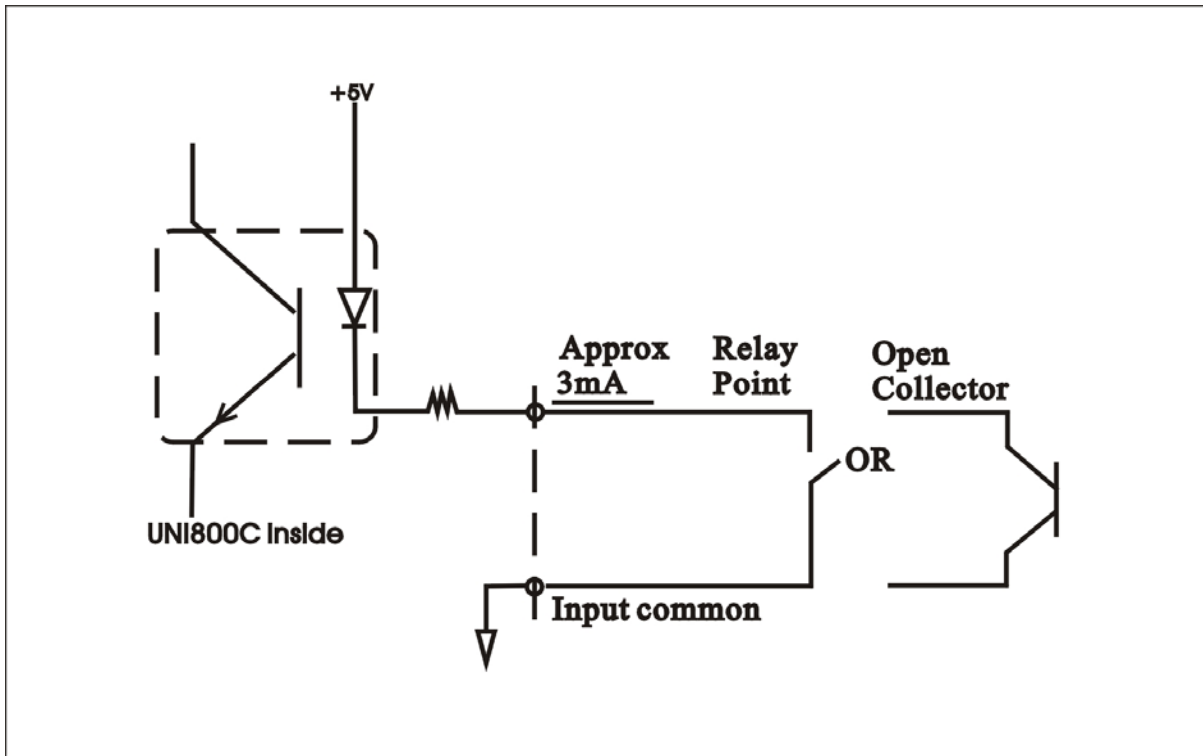 +5V
Approx
3mA
Relay
Point
Open
Collector
OR
UNI800C Inside
Input common